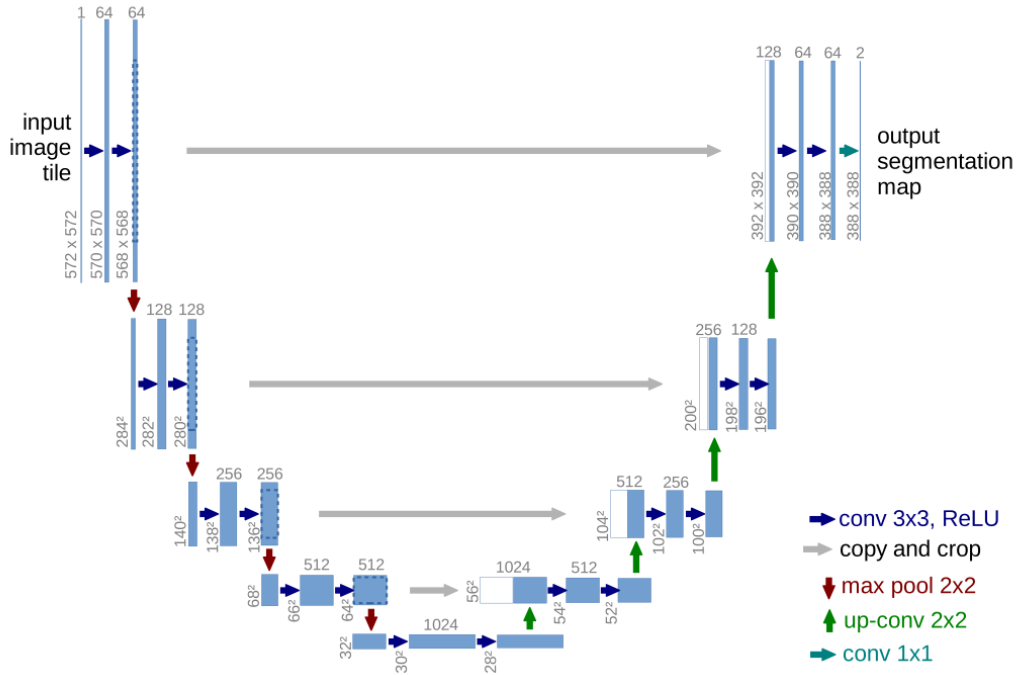 1 64 64
input
image
tile
572 x 572
570 x 570
568 x 568
128 64 64 2
output
segmentation
map
392 x 392
390 x 390
388 x 388
388 x 388
128 128
284²
282²
280²
256 128
200²
198²
196²
256 256
140²
138²
136²
512 256
104²
102²
100²
512 512
68²
66²
64²
1024 512
56²
54²
52²
1024
32²
30²
28²
conv 3x3, ReLU
copy and crop
max pool 2x2
up-conv 2x2
conv 1x1